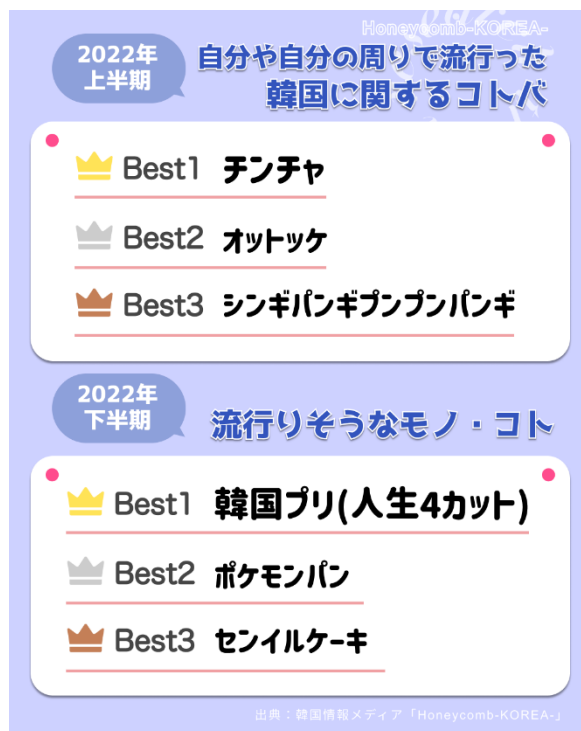 Honeycomb-KOREA-
2022年
上半期
自分や自分の周りで流行った
韓国に関するコトバ
Best1 チンチャ
Best2 オットッケ
Best3 シンギパンギプンプンパンギ
2022年
下半期
流行りそうなモノ・コト
Best1 韓国プリ(人生4カット)
Best2 ポケモンパン
Best3 センイルケーキ
出典：韓国情報メディア「Honeycomb-KOREA-」